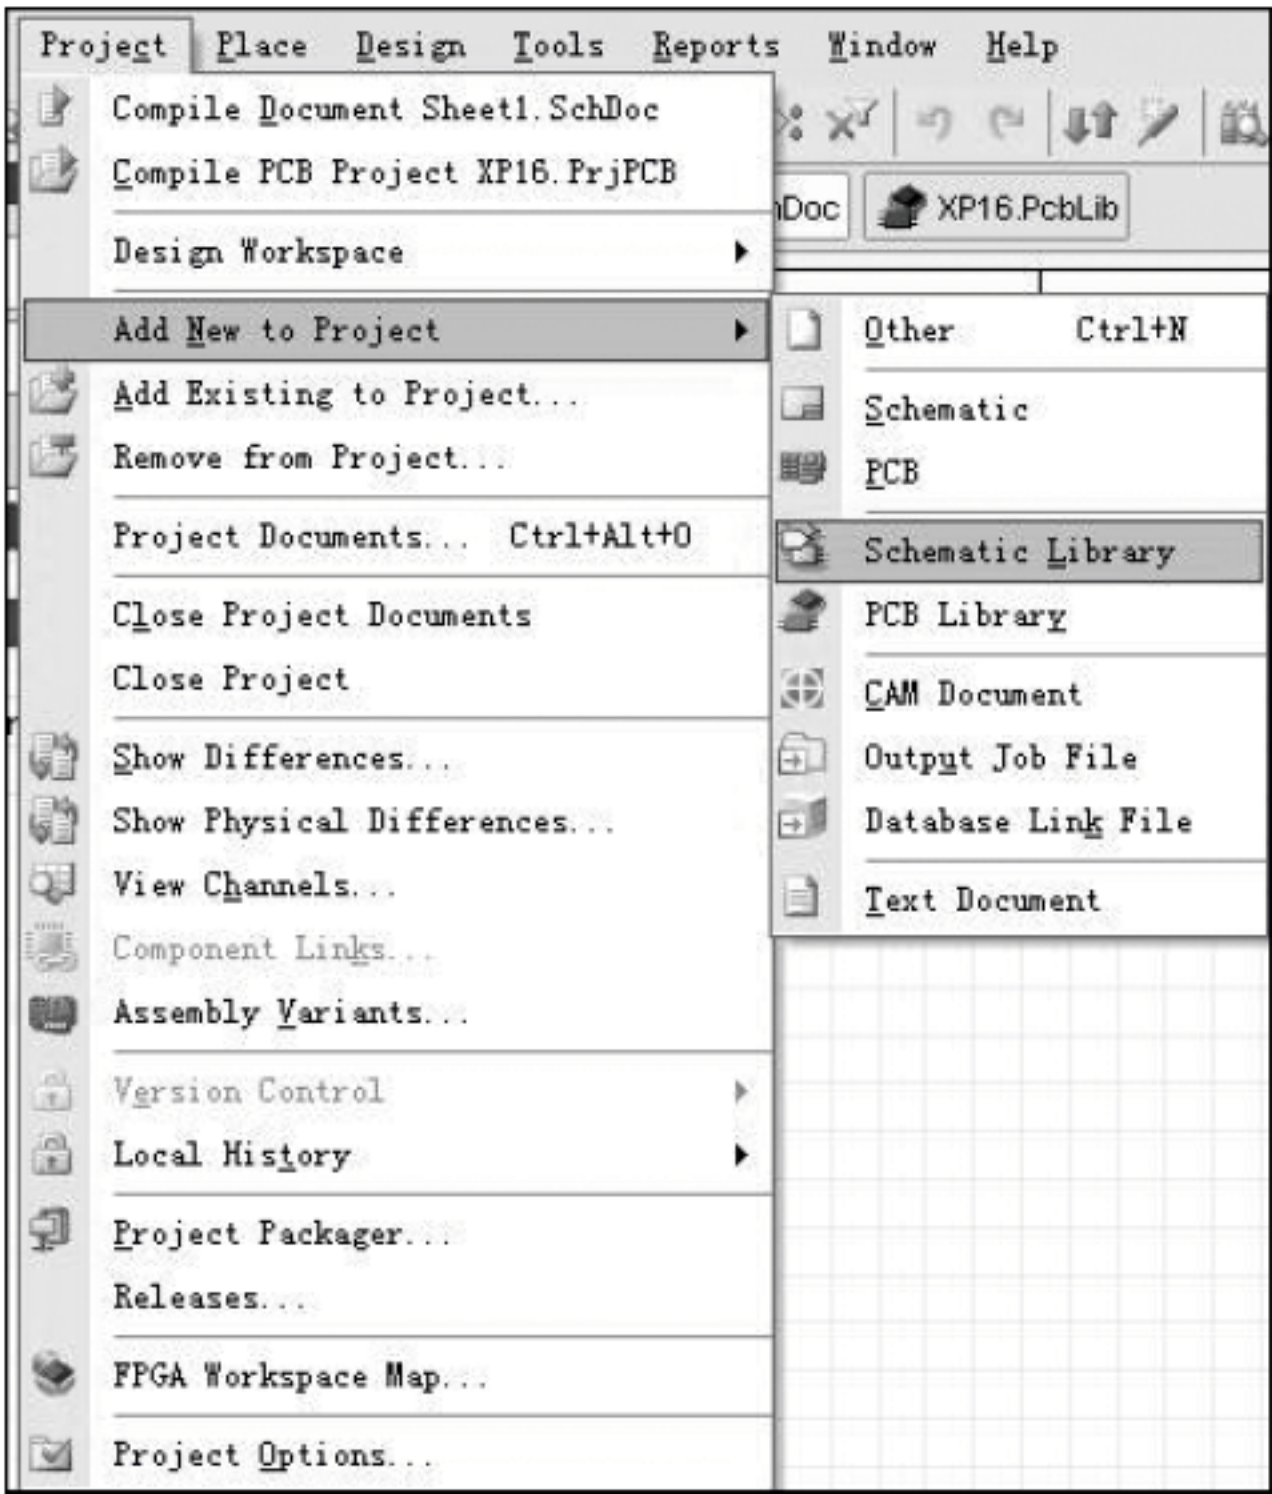 Project Place Design Tools Reports Window Help
Compile Document Sheet1.SchDoc
Compile PCB Project XP16.PrjPCB
XP16.PcbLib
Design Workspace
Add New to Project
Add Existing to Project...
Remove from Project...
Project Documents... Ctrl+Alt+O
Close Project Documents
Close Project
Show Differences...
Show Physical Differences...
View Channels...
Component Links...
Assembly Variants...
Version Control
Local History
Project Packager...
Releases...
FPGA Workspace Map...
Project Options...
Other Ctrl+N
Schematic
PCB
Schematic Library
PCB Library
CAM Document
Output Job File
Database Link File
Text Document